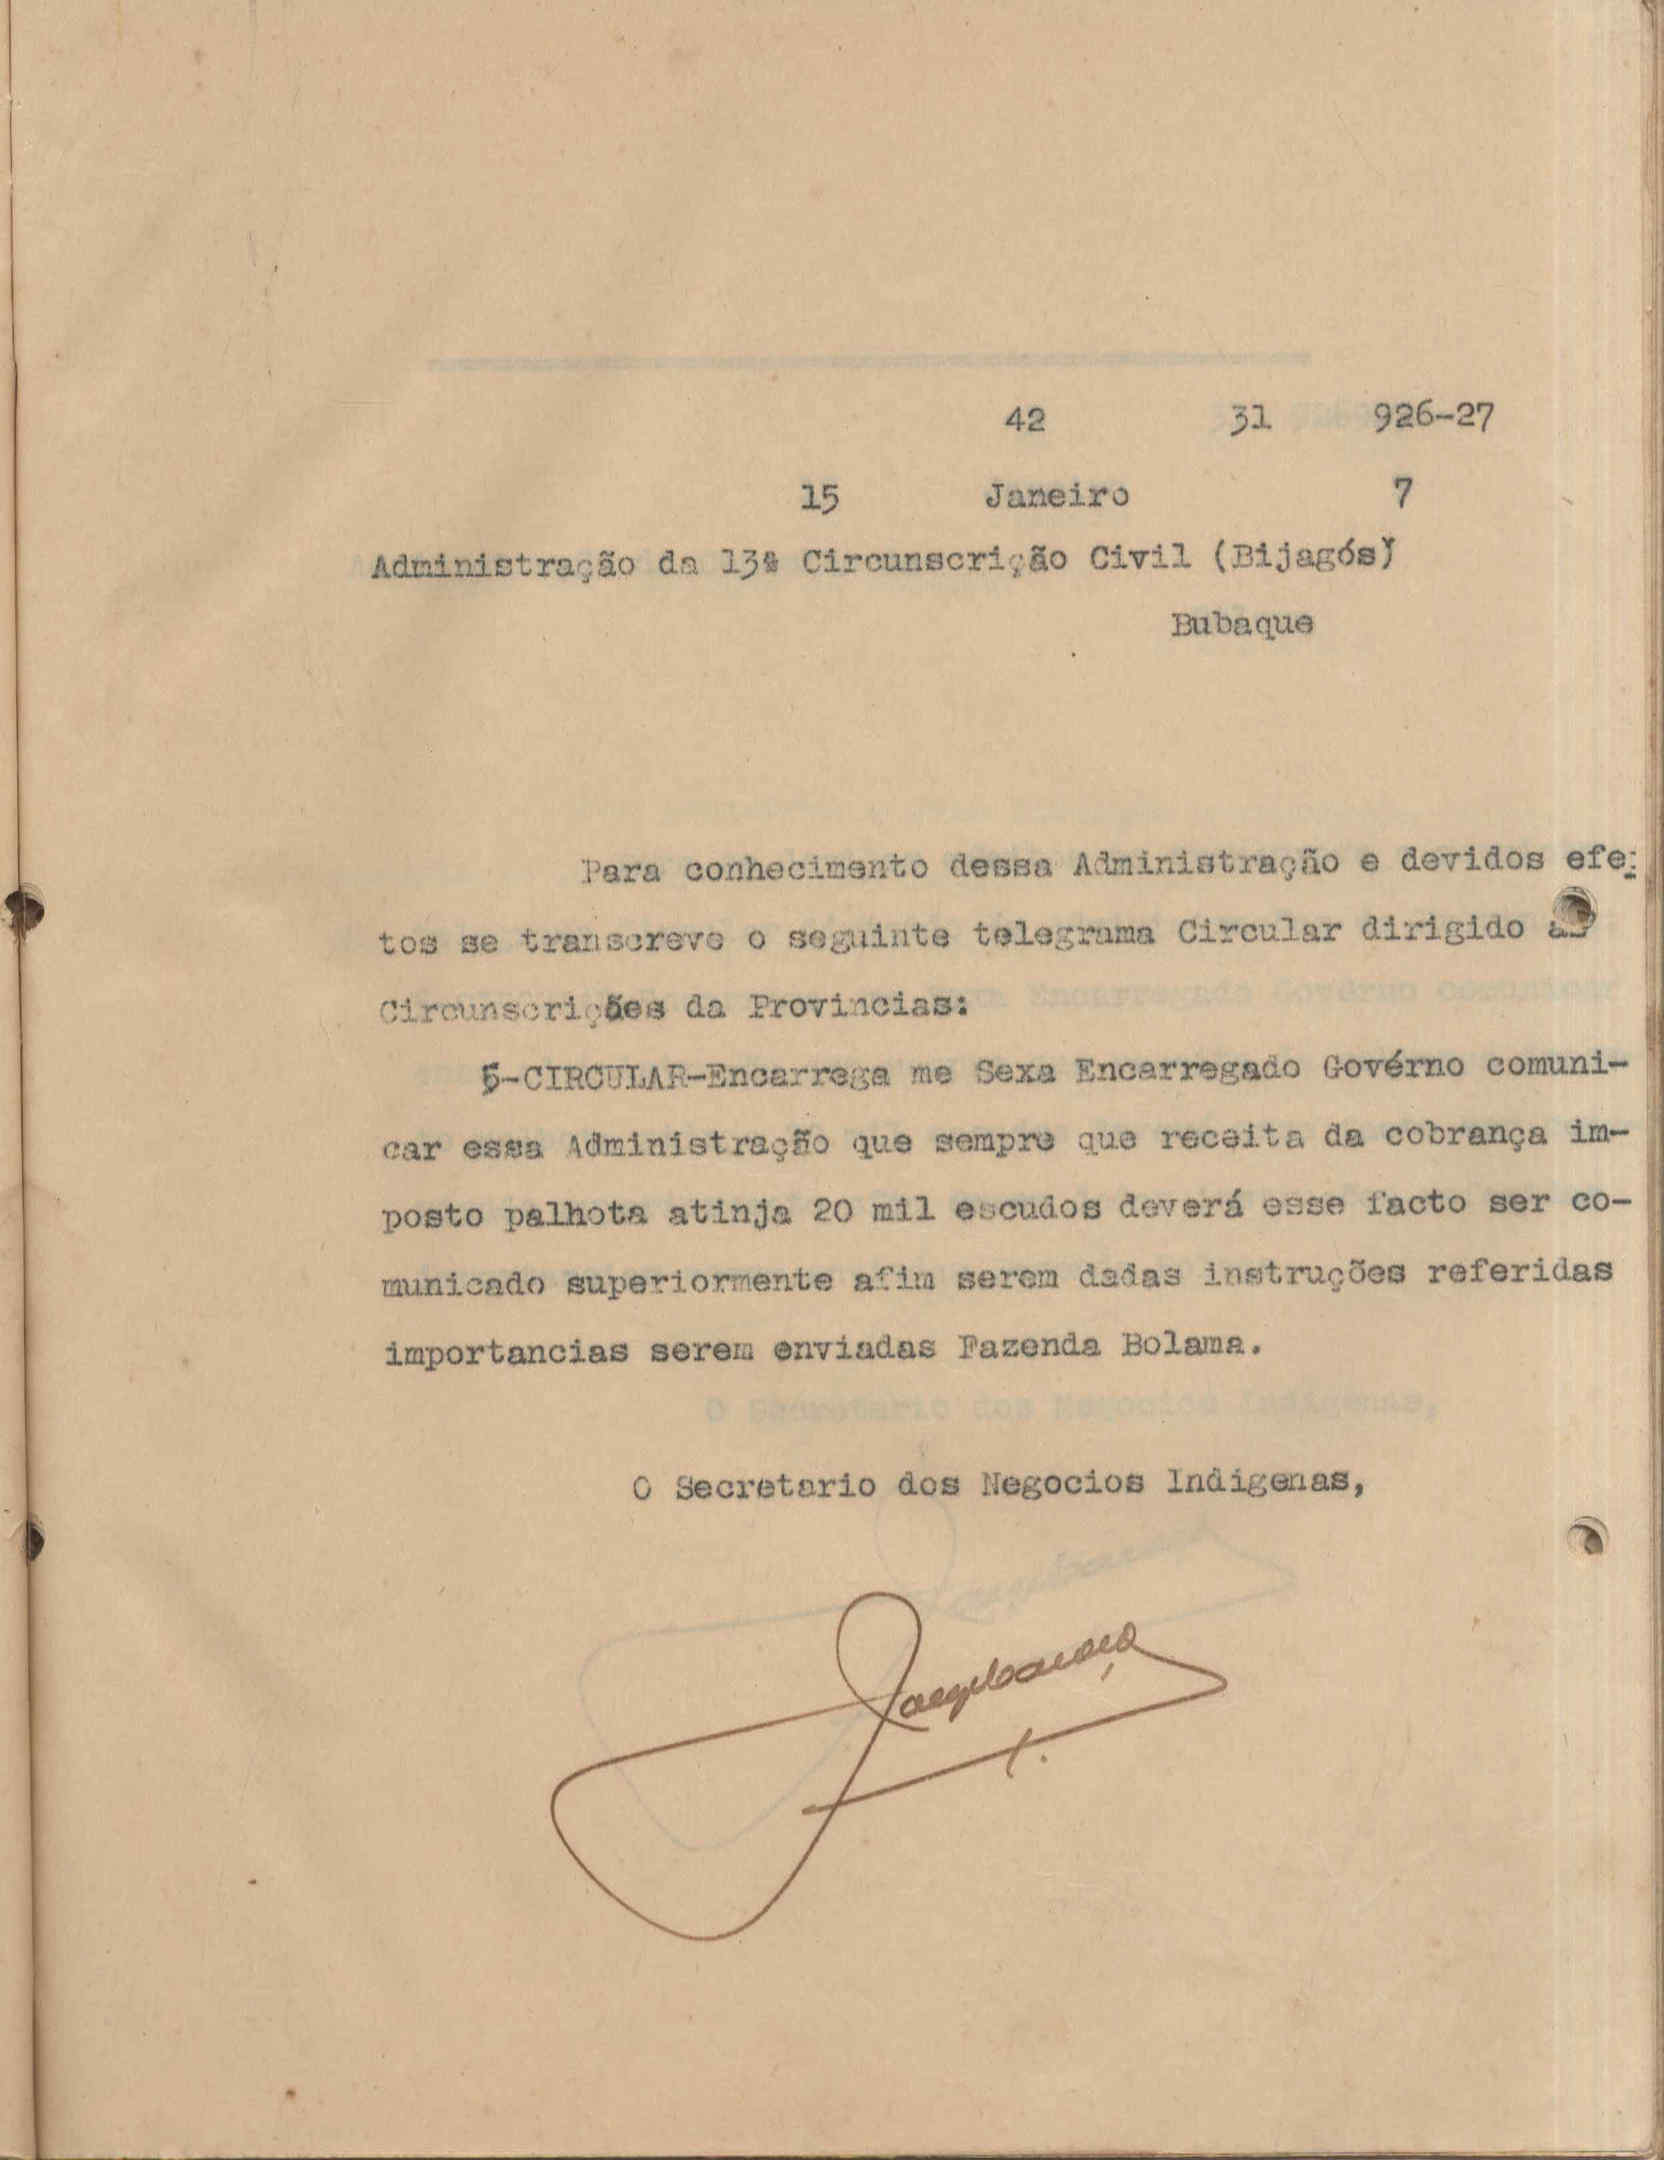 42 31 926-27
15 Janeiro 7
Administração da 13ª Circunscrição Civil (Bijagós)
Bubaque
Para conhecimento dessa Administração e devidos efei
tos se transcreve o seguinte telegrama Circular dirigido ás
Circunscrições da Provincias:
5-CIRCULAR-Encarrega me Sexa Encarregado Govérno comuni-
car essa Administração que sempre que receita da cobrança im-
posto palhota atinja 20 mil escudos deverá esse facto ser co-
municado superiormente afim serem dadas instruções referidas
importancias serem enviadas Fazenda Bolama.
O Secretario dos Negocios Indigenas,